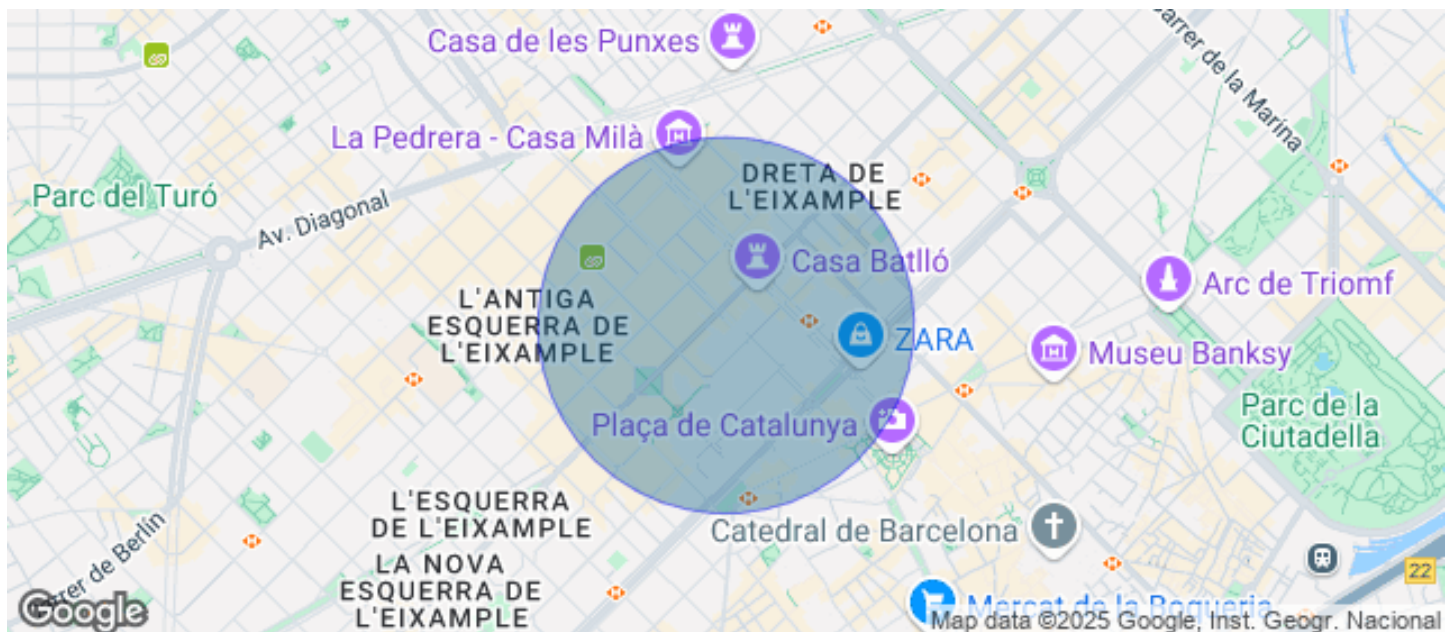 Casa de les Punxes
Carrer de la Marina
La Pedrera - Casa Milà
DRETA DE
L'EIXAMPLE
Parc del Turó
Av. Diagonal
Casa Batlló
Arc de Triomf
L'ANTIGA
ESQUERRA DE
L'EIXAMPLE
ZARA
Museu Banksy
Parc de la
Ciutadella
Plaça de Catalunya
L'ESQUERRA
DE L'EIXAMPLE
Catedral de Barcelona
Carrer de Berlín
LA NOVA
ESQUERRA DE
L'EIXAMPLE
22
Mercat de la Boqueria
Google
Map data ©2025 Google, Inst. Geogr. Nacional